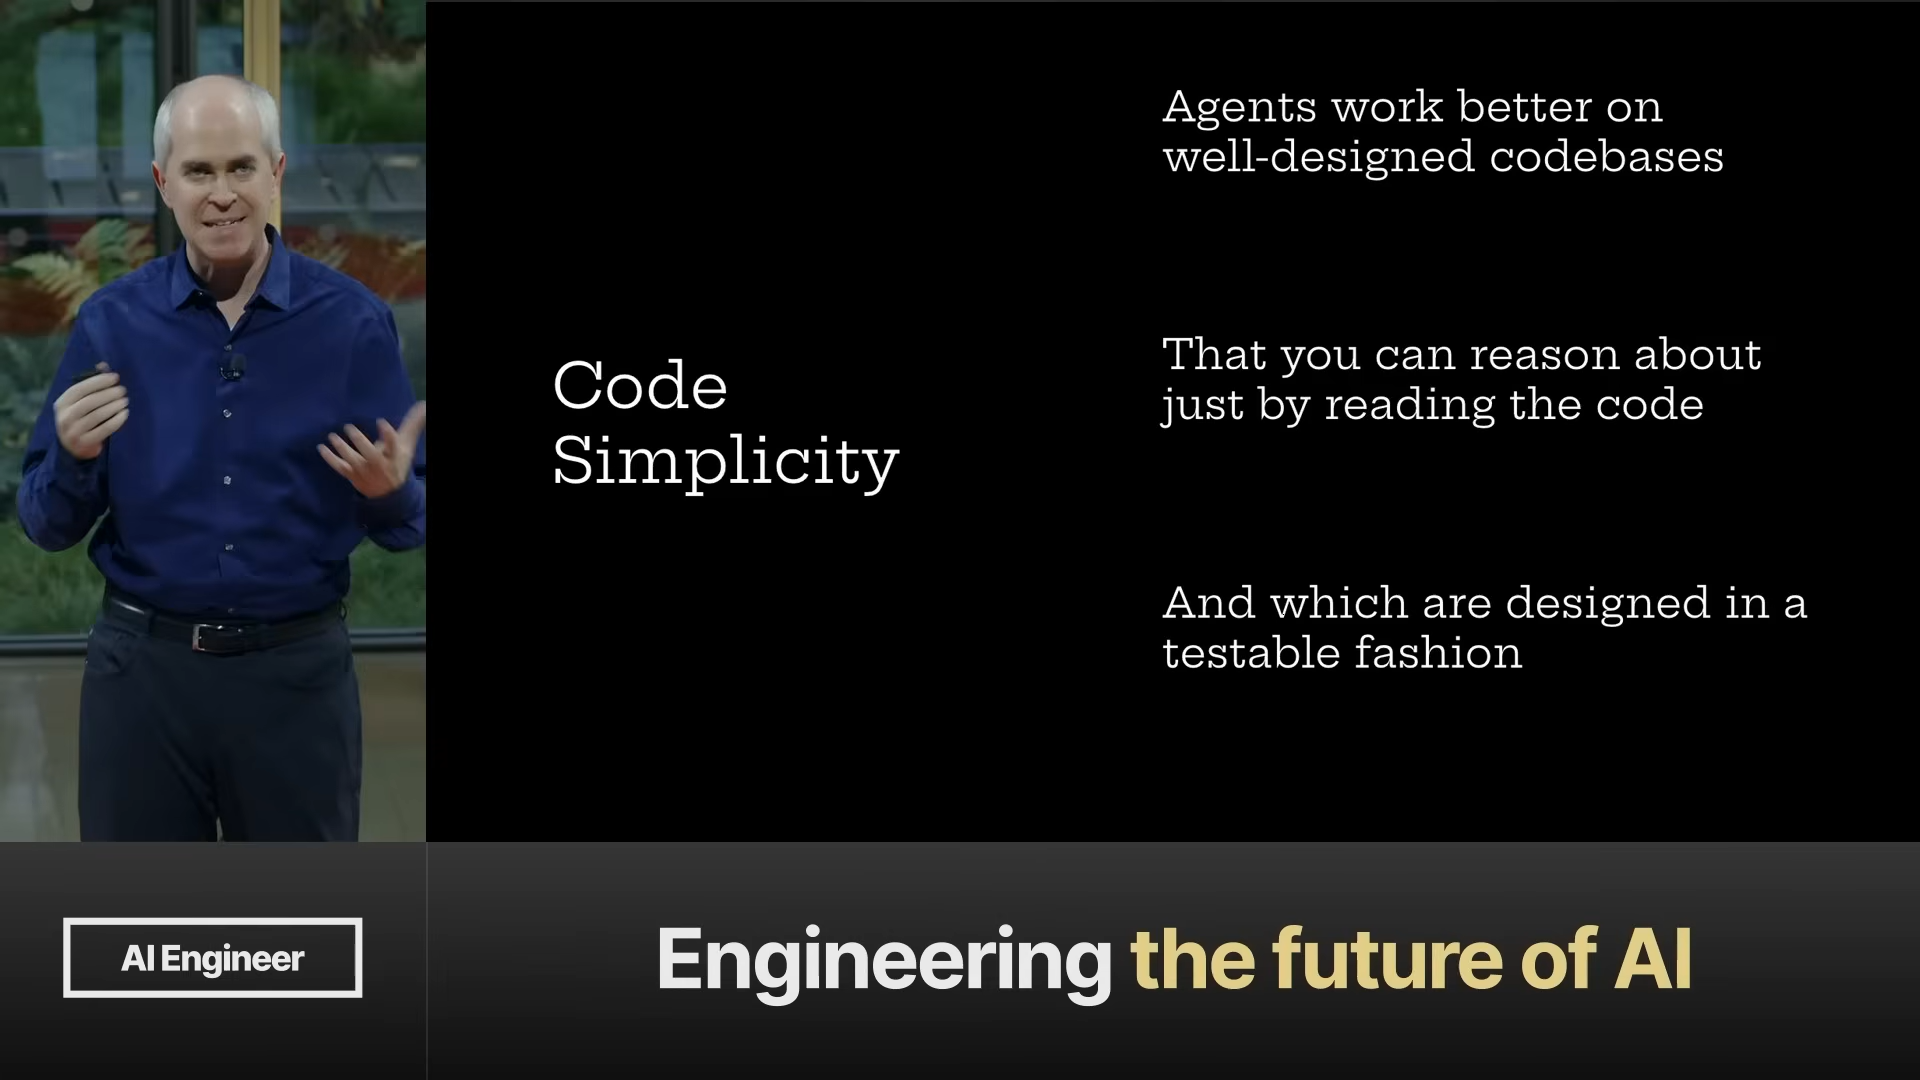 Code
Simplicity
Agents work better on
well-designed codebases
That you can reason about
just by reading the code
And which are designed in a
testable fashion
AI Engineer
Engineering the future of AI